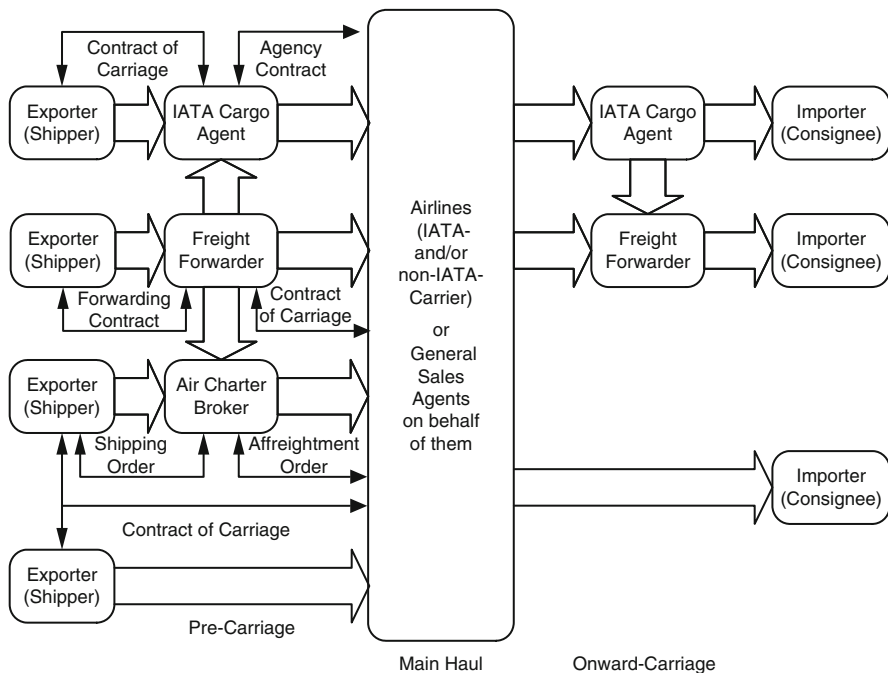 Contract of
Carriage
Agency
Contract
Exporter
(Shipper)
IATA Cargo
Agent
IATA Cargo
Agent
Importer
(Consignee)
Exporter
(Shipper)
Freight
Forwarder
Airlines
(IATA-
and/or
non-IATA-
Carrier)
or
General
Sales
Agents
on behalf
of them
Freight
Forwarder
Importer
(Consignee)
Forwarding
Contract
Contract
of Carriage
Exporter
(Shipper)
Air Charter
Broker
Shipping
Order
Affreightment
Order
Importer
(Consignee)
Contract of Carriage
Exporter
(Shipper)
Pre-Carriage
Main Haul
Onward-Carriage